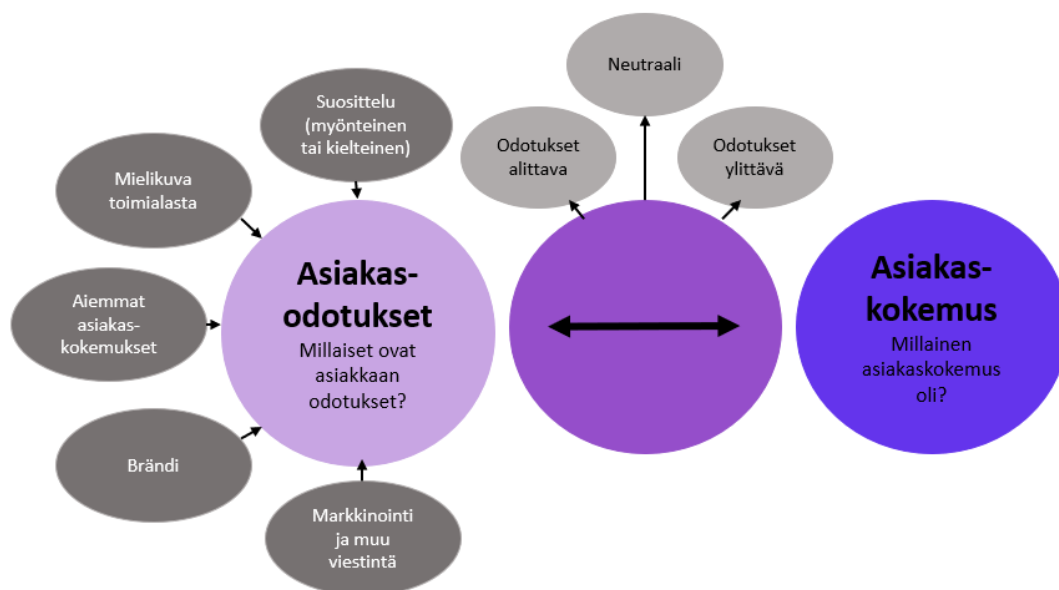 Suosittelu
(myönteinen
tai kielteinen)
Mielikuva
toimialasta
Aiemmat
asiakas-
kokemukset
Brändi
Markkinointi
ja muu
viestintä
Asiakas-
odotukset
Millaiset ovat
asiakkaan
odotukset?
Odotukset
alittava
Neutraali
Odotukset
ylittävä
Asiakas-
kokemus
Millainen
asiakaskokemus
oli?